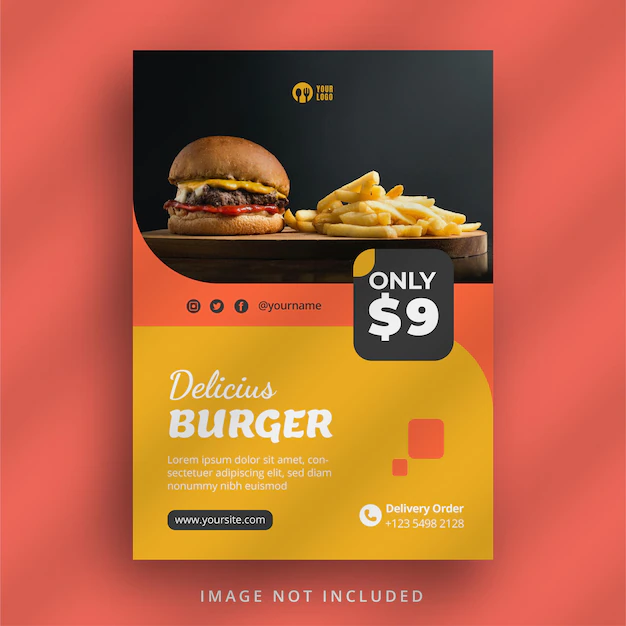 YOUR
LOGO
ONLY
$9
@yourname
Delicius
BURGER
Lorem ipsum dolor sit amet, con-
sectetuer adipiscing elit, sed diam
nonummy nibh euismod
www.yoursite.com
Delivery Order
+123 5498 2128
IMAGE NOT INCLUDED